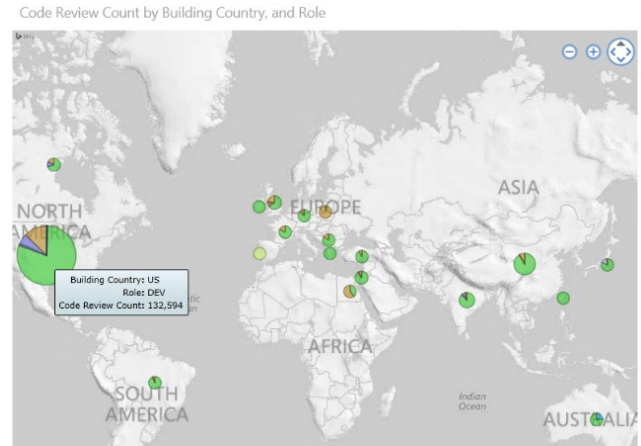 Code Review Count by Building Country, and Role
bing
NORTH
AMERICA
EUROPE
ASIA
Building Country: US
Role: DEV
Code Review Count: 132,594
AFRICA
SOUTH
AMERICA
Indian
Ocean
AUSTRALIA